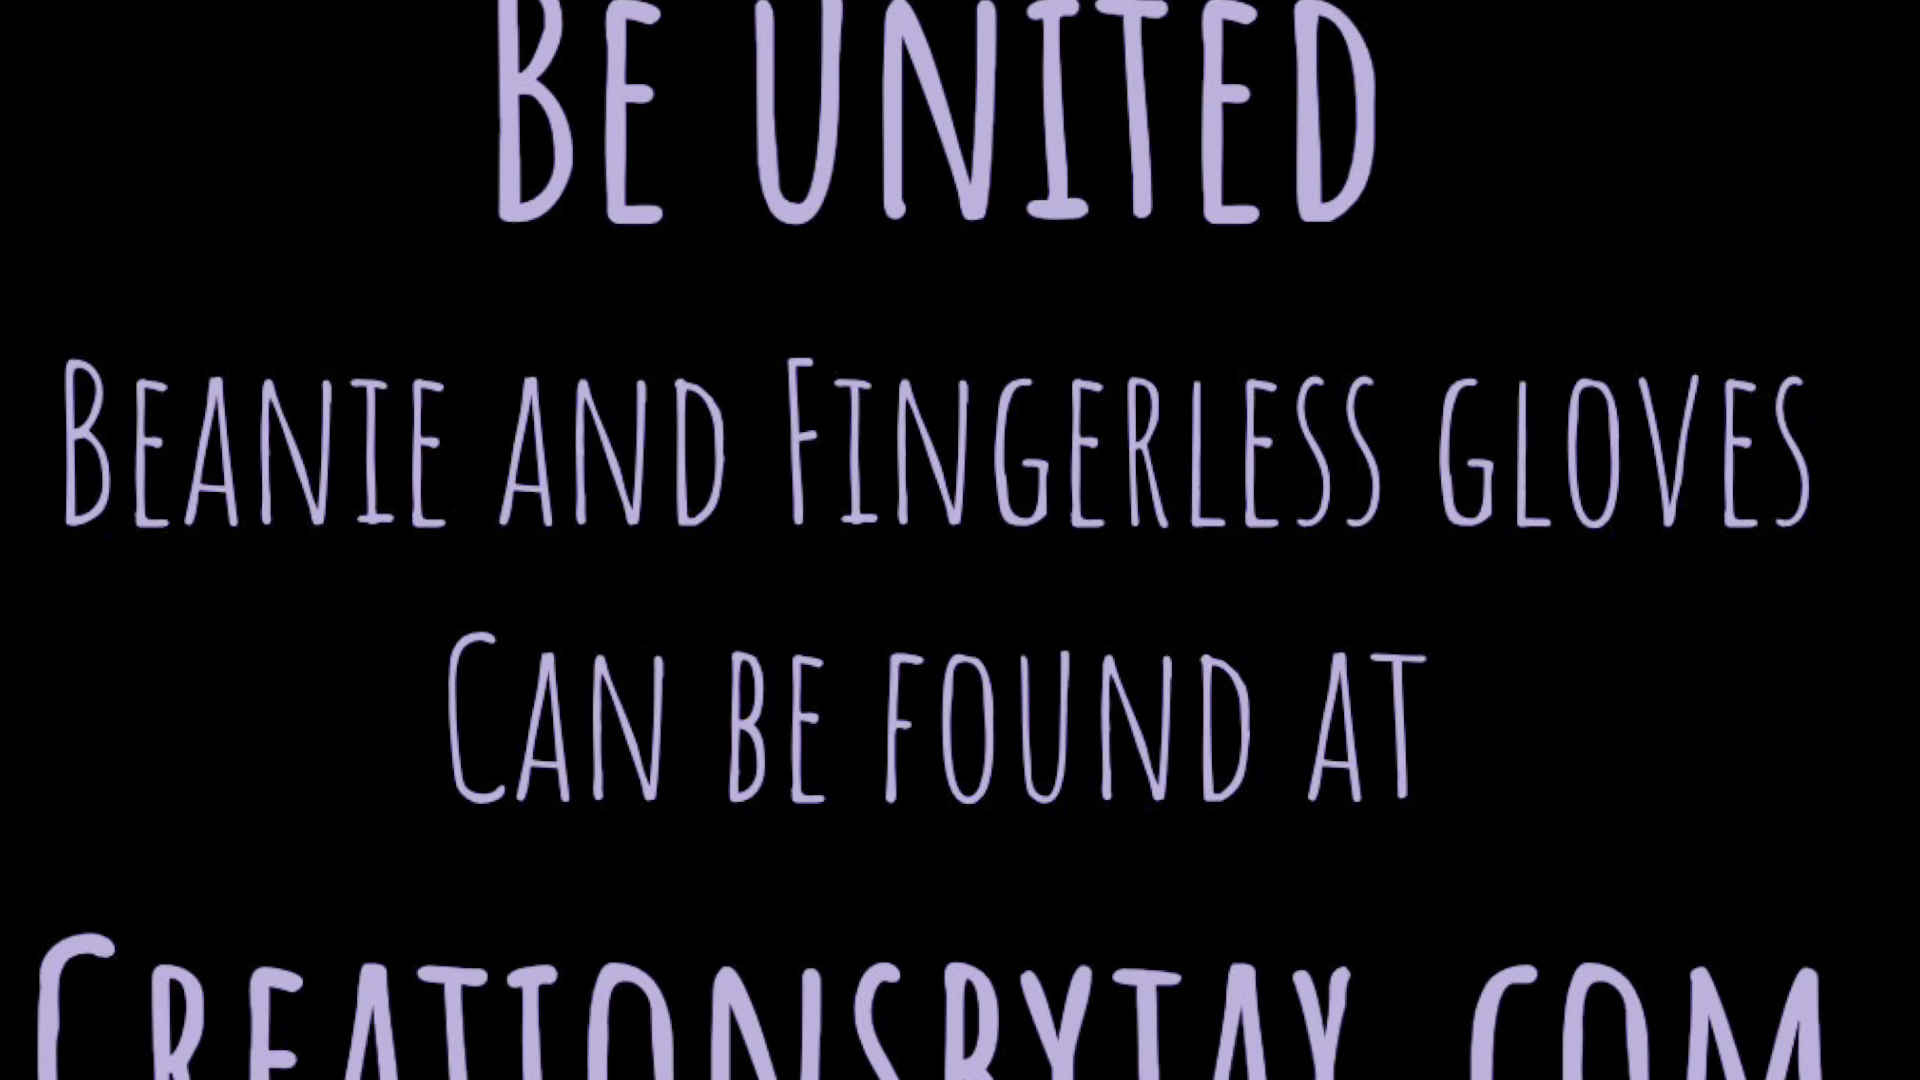 Be united
Beanie and Fingerless gloves
Can be found at
Creationsbytay.com